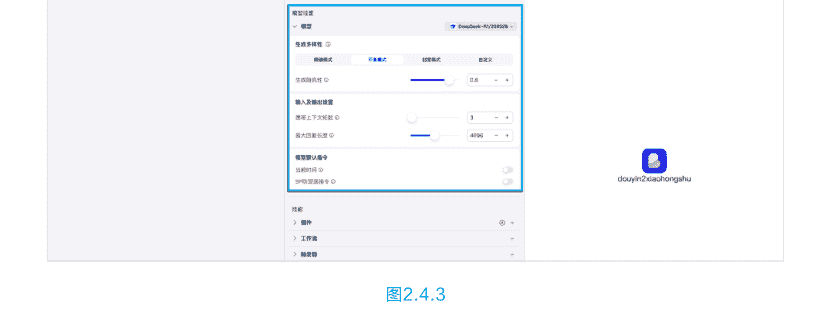 模型设置
模型
DeepSeek-R1/250528
生成多样性
精确模式 平衡模式 创意模式 自定义
生成随机性 0.8 - +
输入及输出设置
携带上下文轮数 3 - +
最大回复长度 4096 - +
模型默认指令
当前时间
SP防泄漏指令
技能
插件
工作流
触发器
douyin2xiaohongshu
图2.4.3